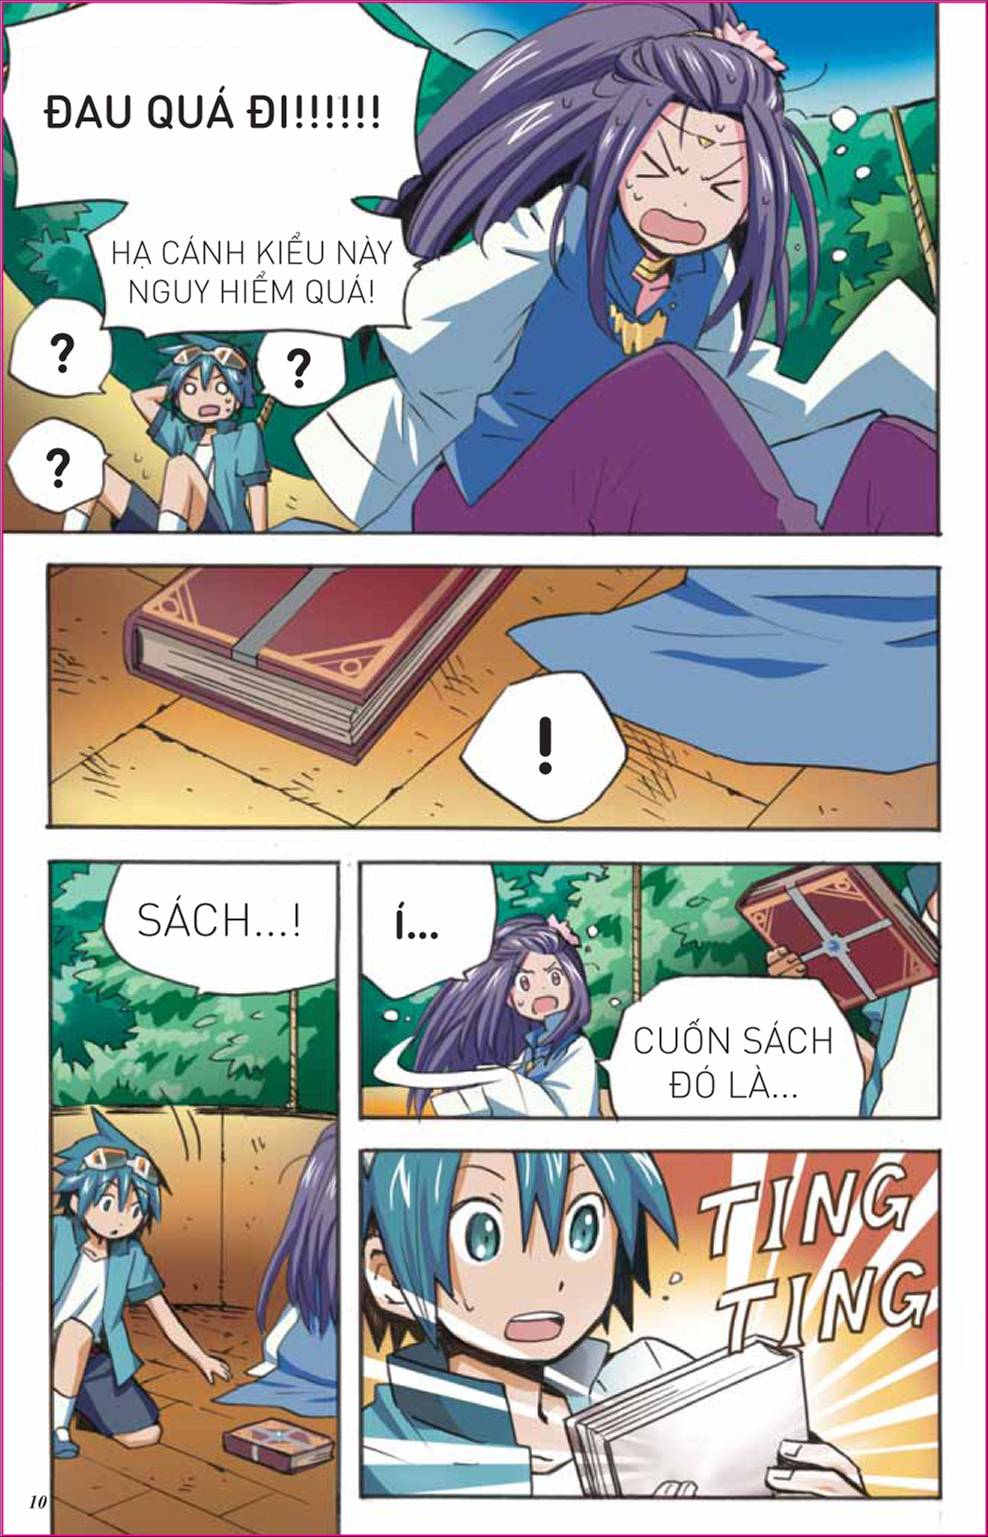 ĐAU QUÁ ĐI!!!!!!
HẠ CÁNH KIỂU NÀY
NGUY HIỂM QUÁ!
?
?
?
!
SÁCH...!
Í...
CUỐN SÁCH
ĐÓ LÀ...
TING
TING
10